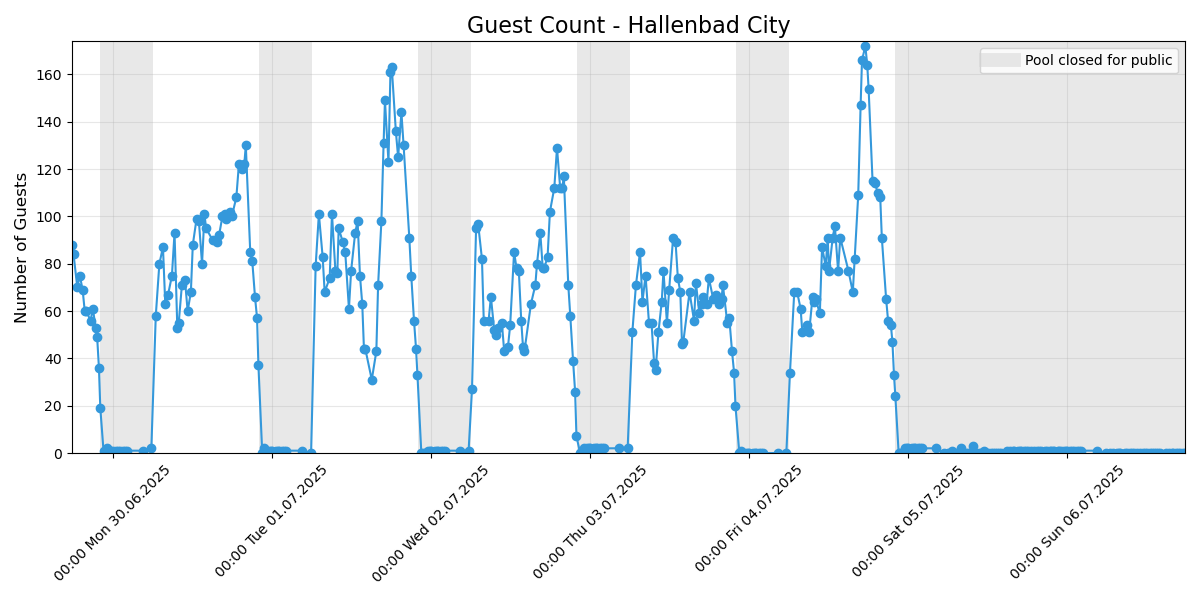 Guest Count - Hallenbad City
Pool closed for public
Number of Guests
160
140
120
100
80
60
40
20
0
00:00 Mon 30.06.2025
00:00 Tue 01.07.2025
00:00 Wed 02.07.2025
00:00 Thu 03.07.2025
00:00 Fri 04.07.2025
00:00 Sat 05.07.2025
00:00 Sun 06.07.2025